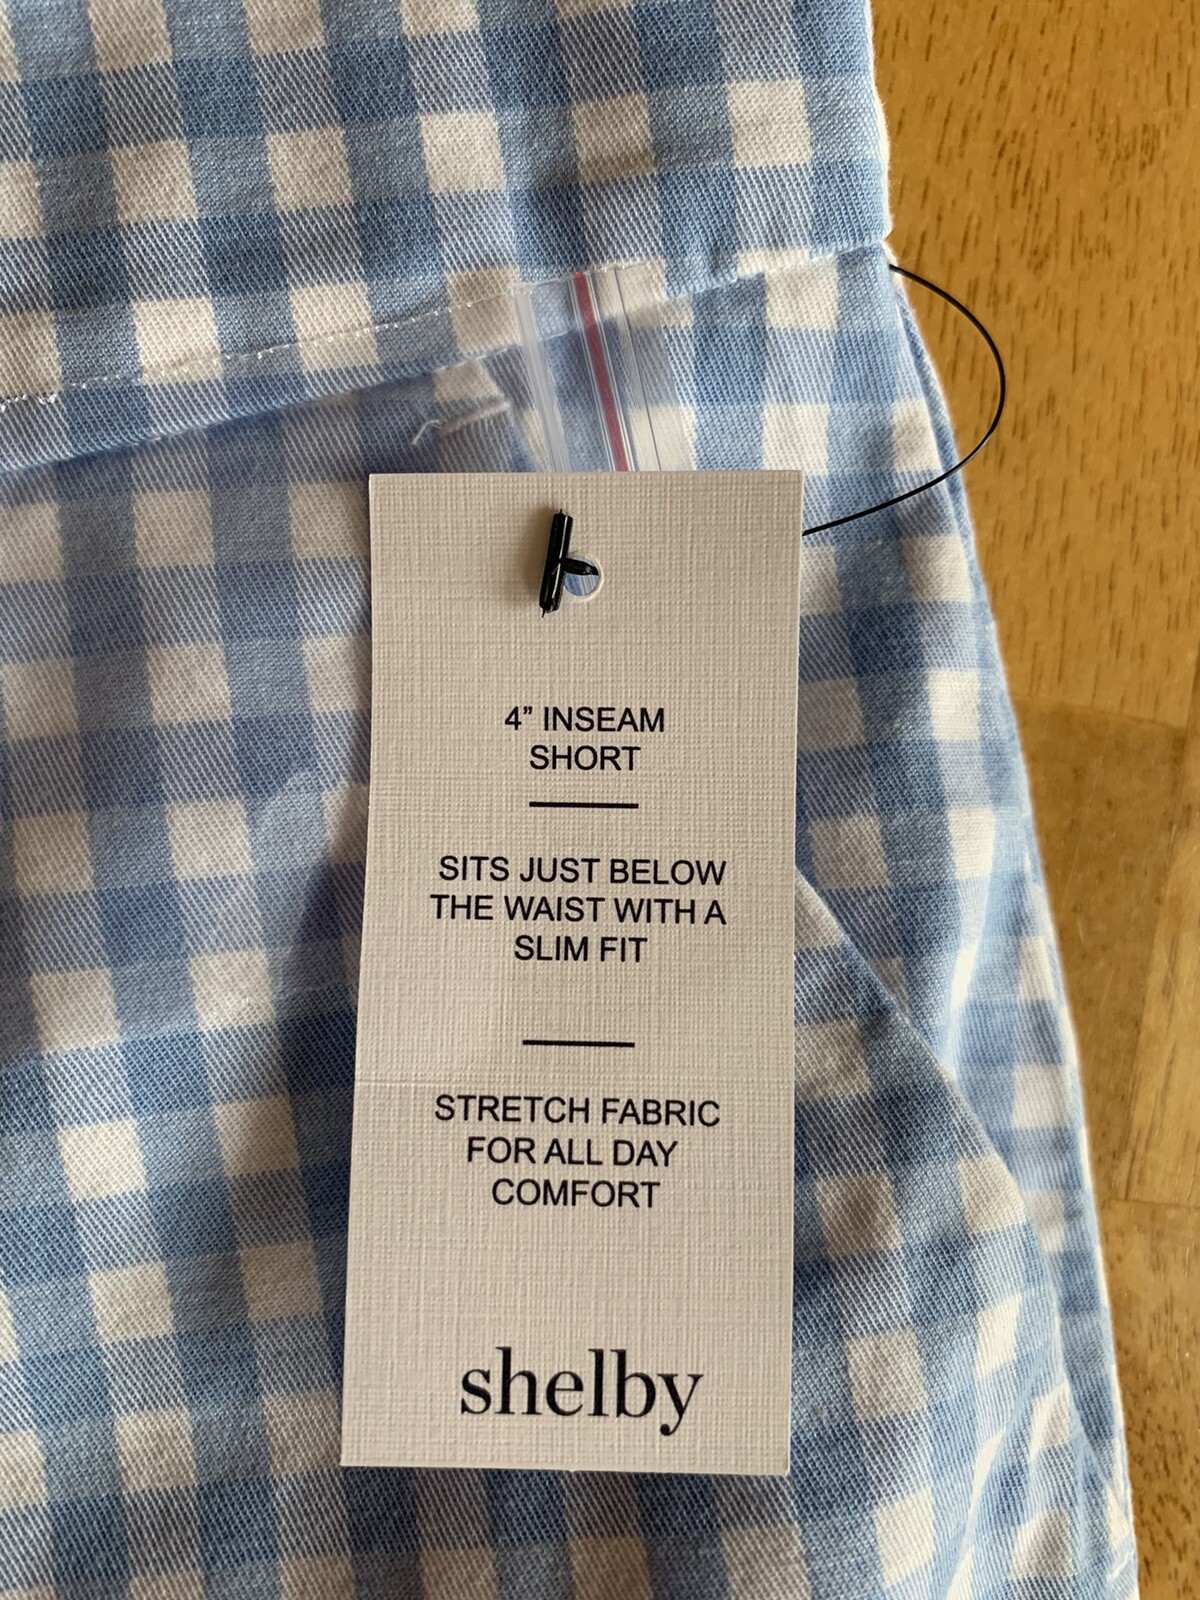 4” INSEAM
SHORT
SITS JUST BELOW
THE WAIST WITH A
SLIM FIT
STRETCH FABRIC
FOR ALL DAY
COMFORT
shelby